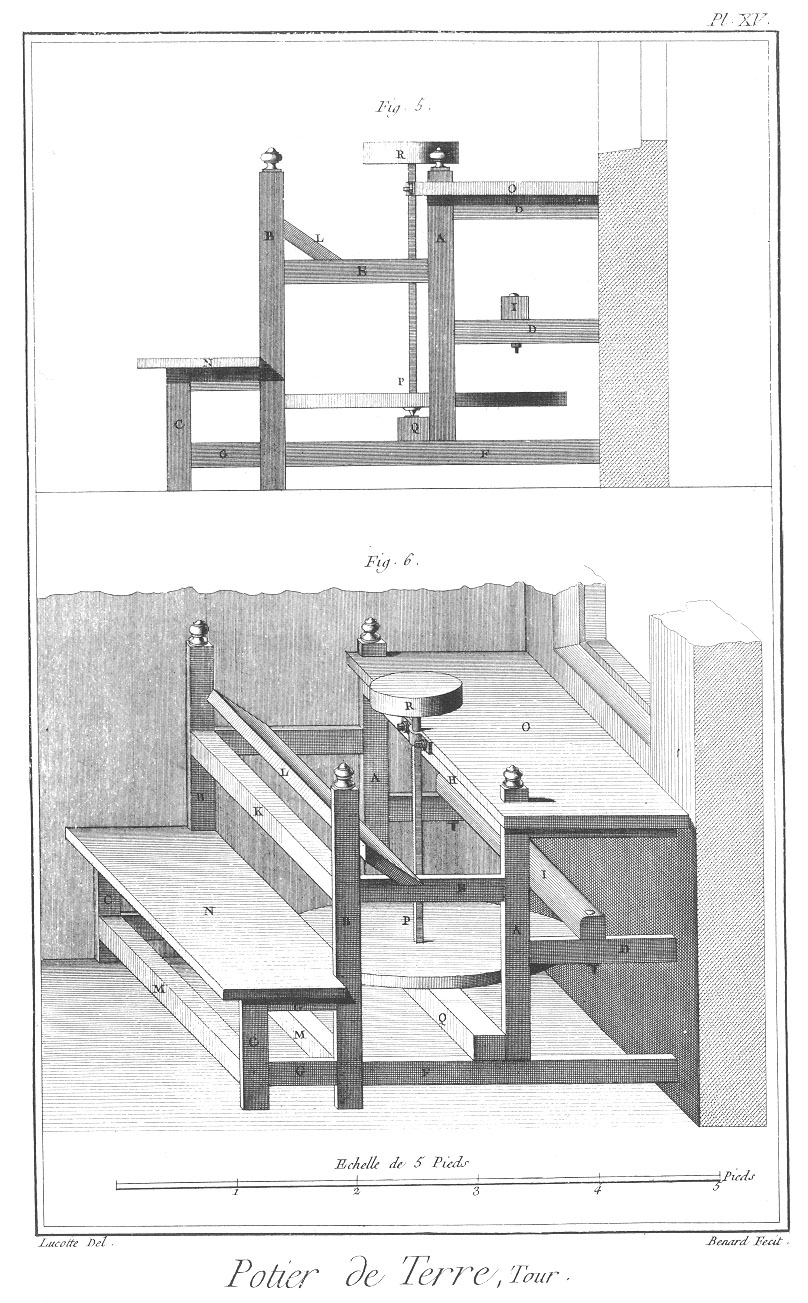 Pl. XV.
Fig. 5.
R
O
D
B
L
A
E
I
D
N
P
C
Q
G
F
Fig. 6.
R
O
L
A
H
B
K
I
E
C
N
B
P
A
D
M
Q
M
C
G
F
Echelle de 5 Pieds
1 2 3 4 5 Pieds
Lucotte Del. Benard Fecit.
Potier de Terre, Tour.